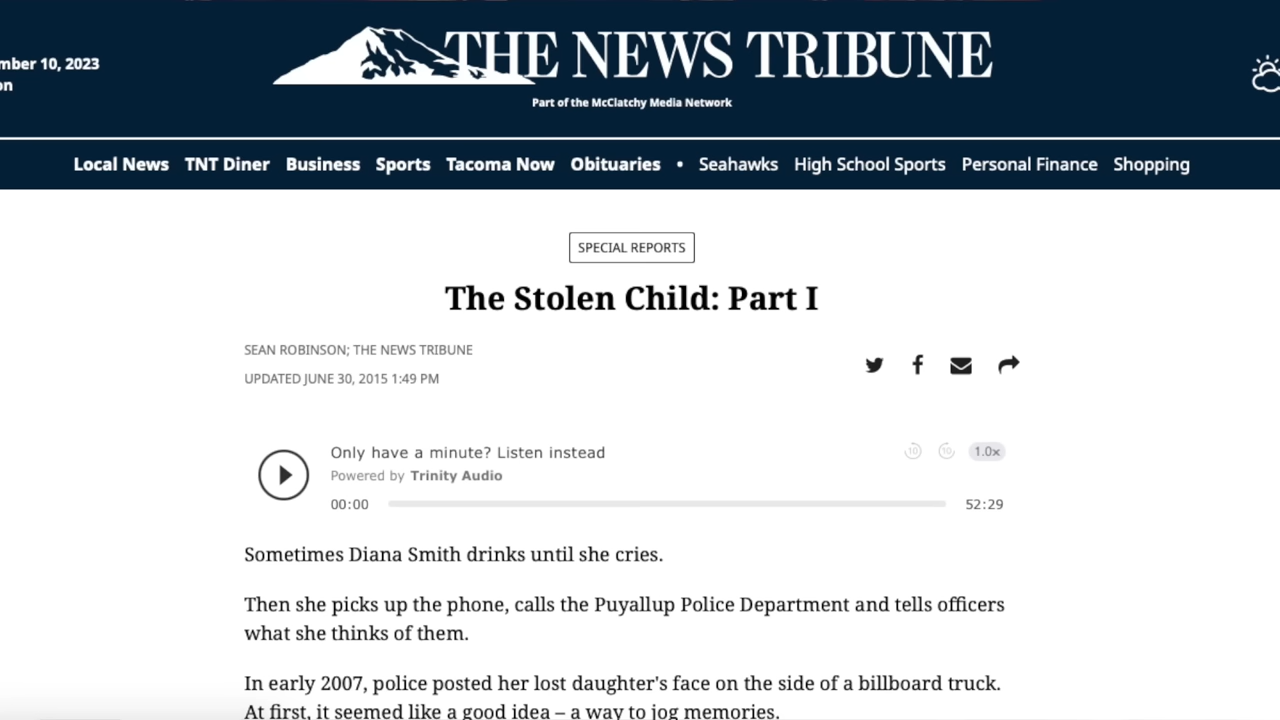 THE NEWS TRIBUNE
mber 10, 2023
on
Part of the McClatchy Media Network
Local News TNT Diner Business Sports Tacoma Now Obituaries • Seahawks High School Sports Personal Finance Shopping
SPECIAL REPORTS
The Stolen Child: Part I
SEAN ROBINSON; THE NEWS TRIBUNE
UPDATED JUNE 30, 2015 1:49 PM
Only have a minute? Listen instead
10 10 1.0x
Powered by Trinity Audio
00:00 52:29
Sometimes Diana Smith drinks until she cries.
Then she picks up the phone, calls the Puyallup Police Department and tells officers
what she thinks of them.
In early 2007, police posted her lost daughter's face on the side of a billboard truck.
At first, it seemed like a good idea – a way to jog memories.